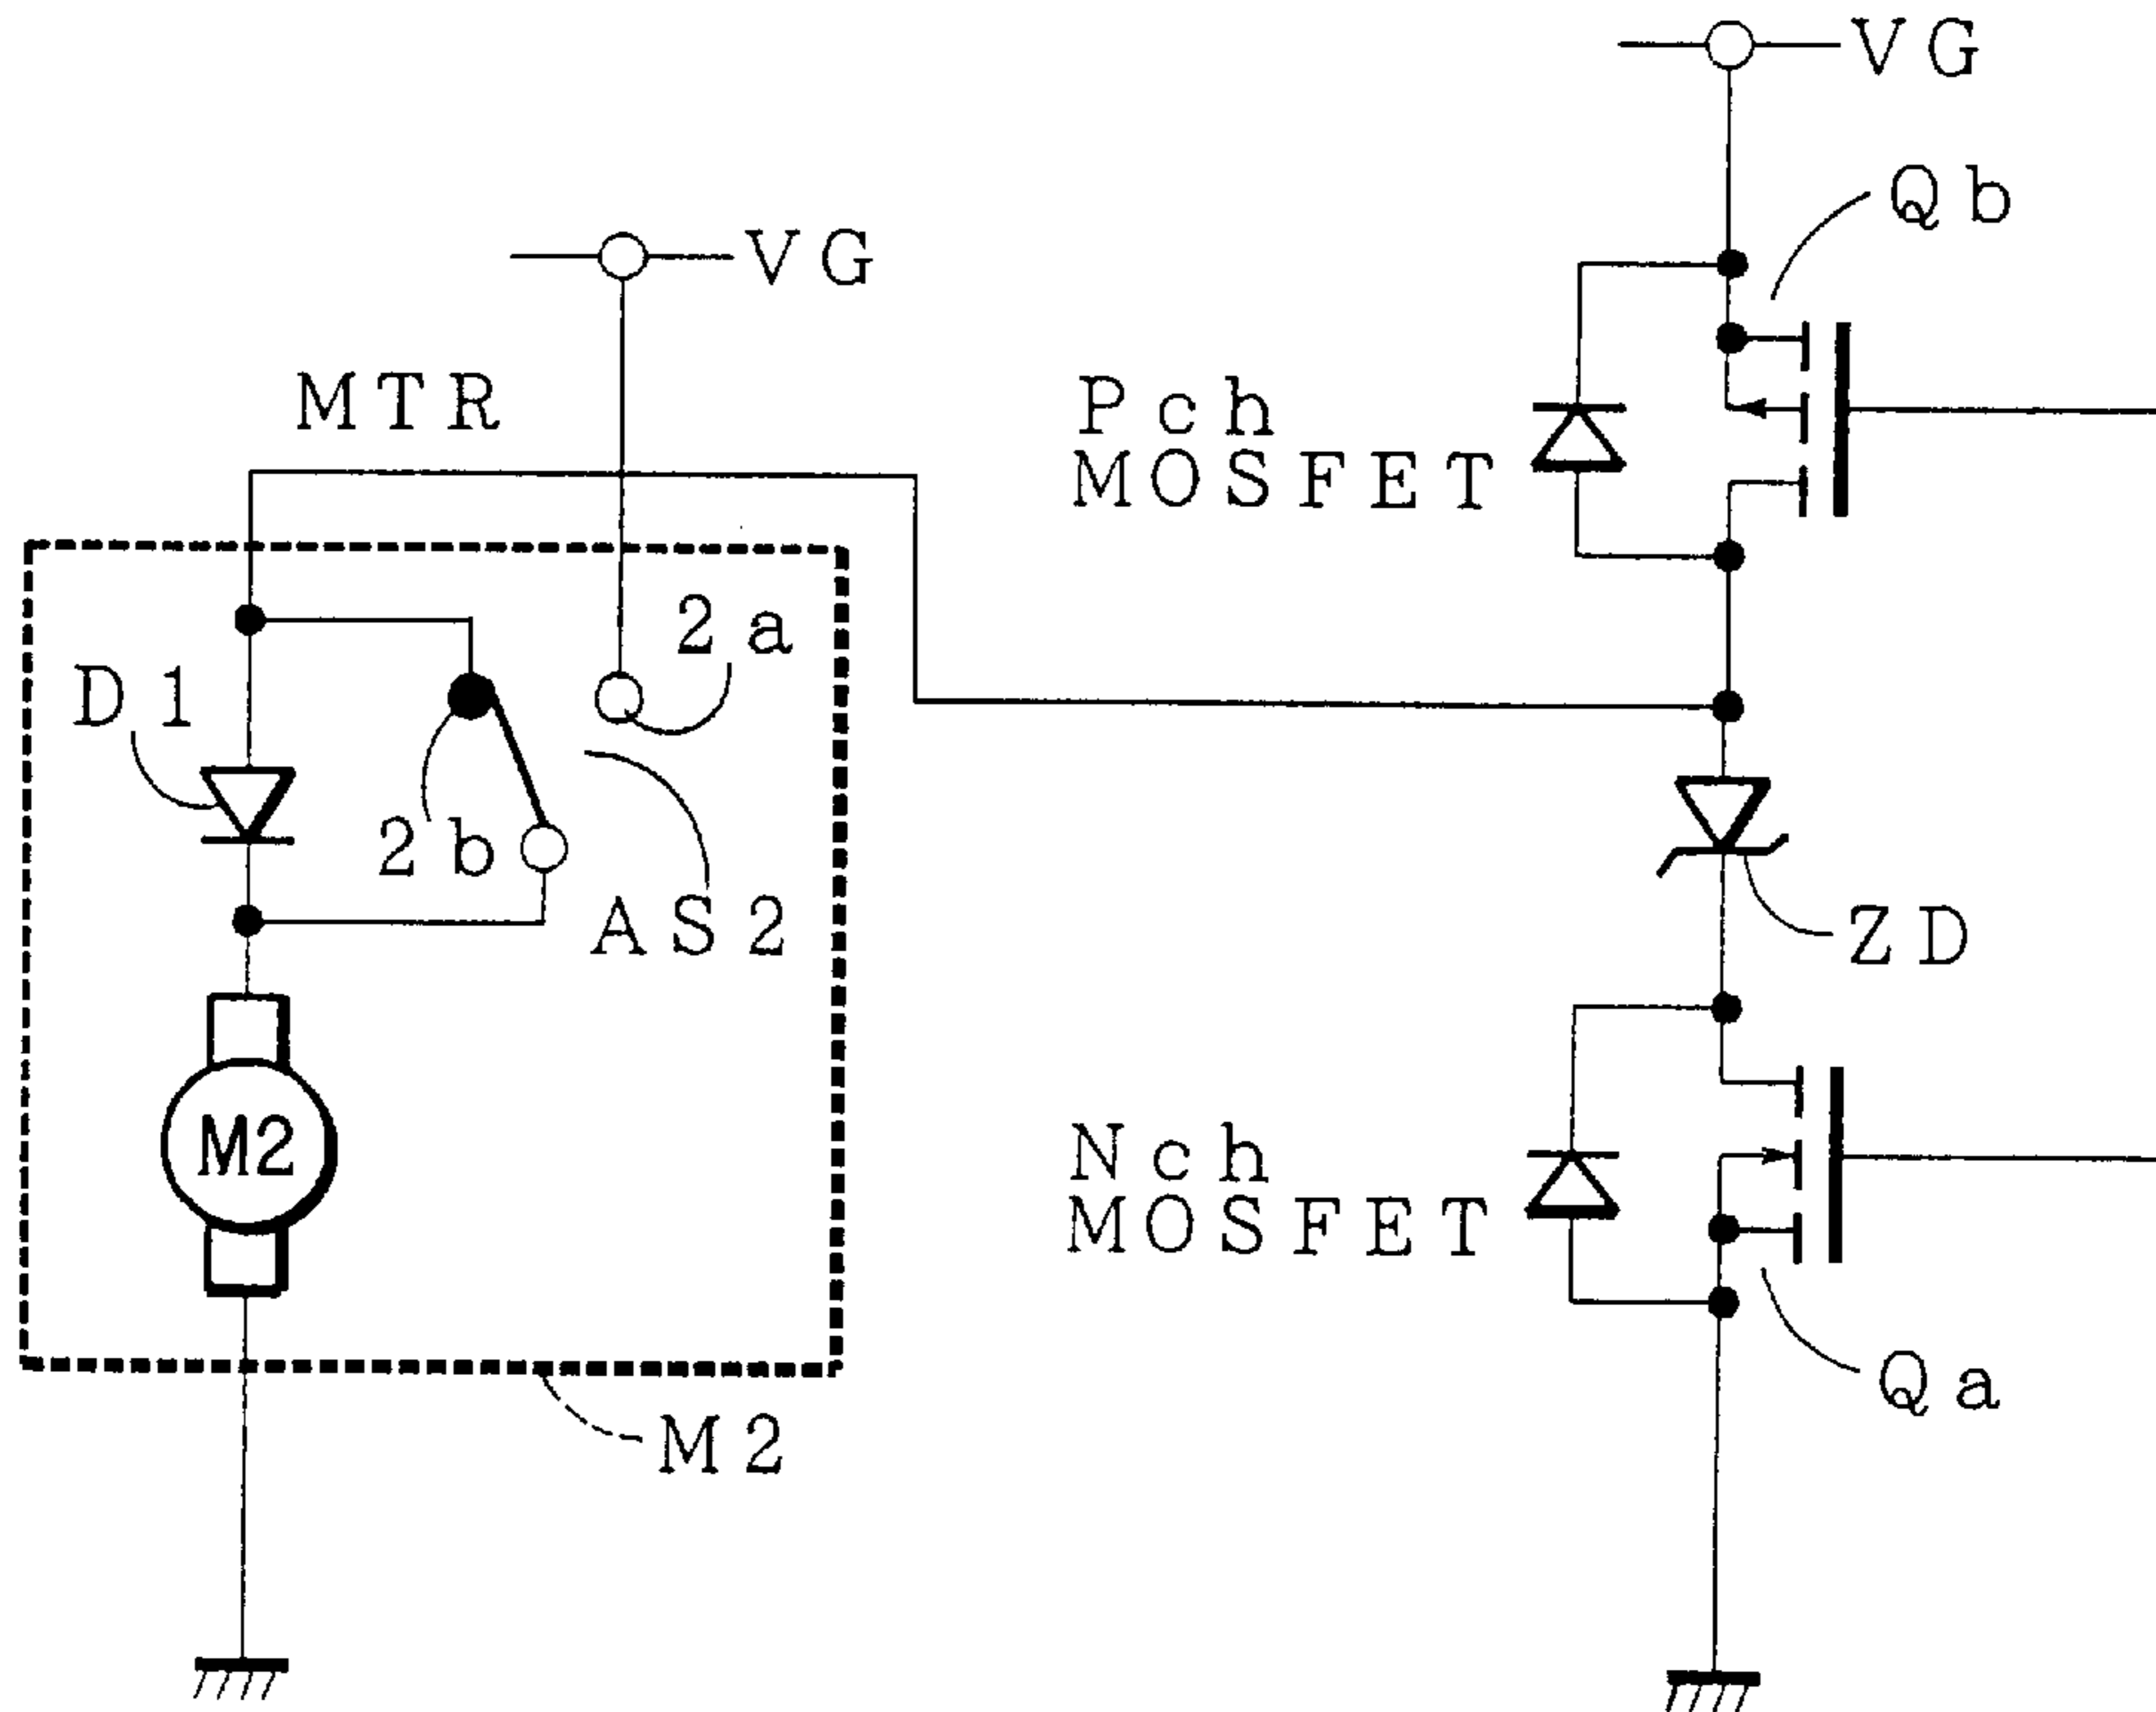 VG
Qb
VG
MTR
Pch
MOSFET
2a
D1
2b
AS2
ZD
M2
Nch
MOSFET
Qa
M2